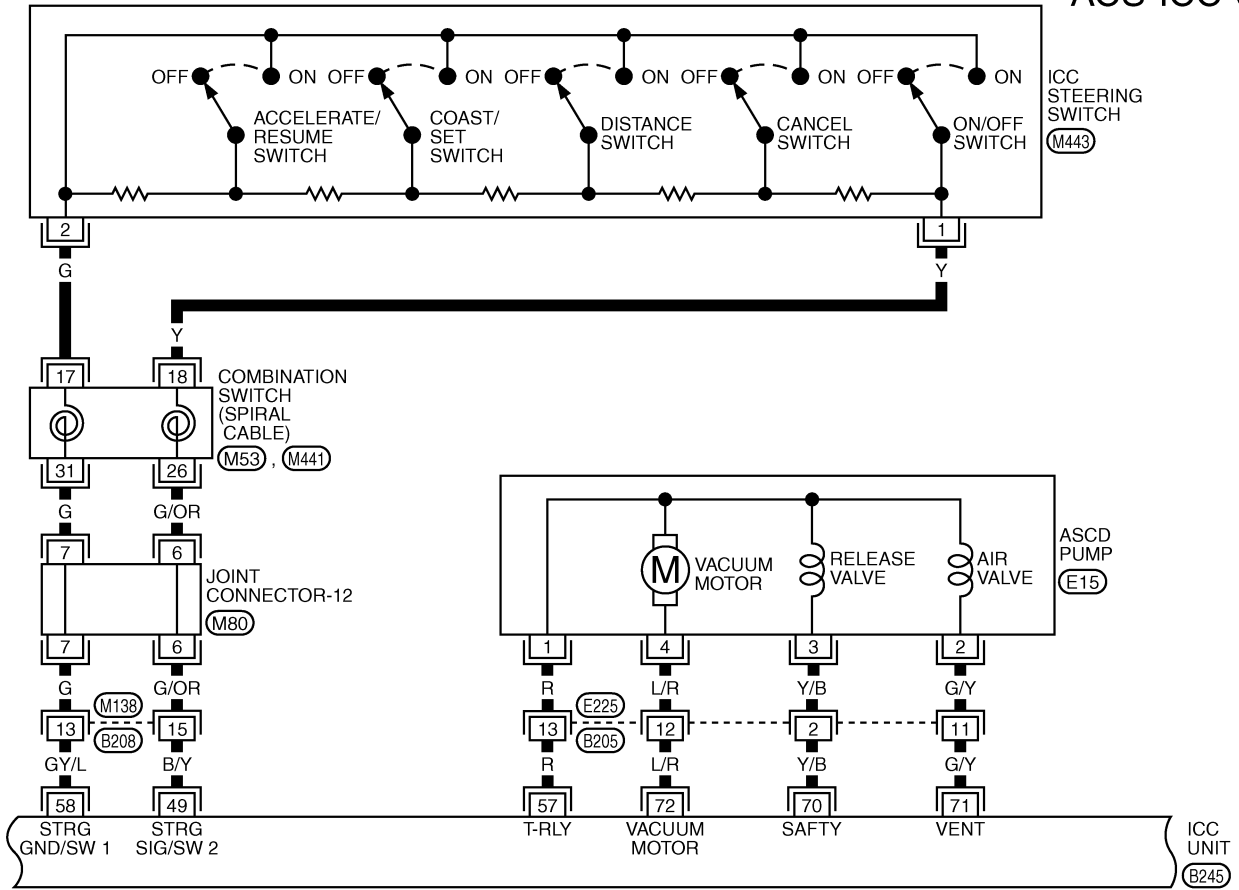 OFF ON OFF ON OFF ON OFF ON OFF ON
ACCELERATE/
RESUME
SWITCH
COAST/
SET
SWITCH
DISTANCE
SWITCH
CANCEL
SWITCH
ON/OFF
SWITCH
ICC
STEERING
SWITCH
M443
2 1
G Y
Y
17 18
COMBINATION
SWITCH
(SPIRAL
CABLE)
M53 , M441
31 26
G G/OR
7 6
JOINT
CONNECTOR-12
M80
7 6
G G/OR
M138
13 15
B208
GY/L B/Y
58 49
STRG
GND/SW 1
STRG
SIG/SW 2
M
VACUUM
MOTOR
RELEASE
VALVE
AIR
VALVE
ASCD
PUMP
E15
1 4 3 2
R L/R Y/B G/Y
E225
13 12 2 11
B205
R L/R Y/B G/Y
57 72 70 71
T-RLY
VACUUM
MOTOR
SAFTY
VENT
ICC
UNIT
B245